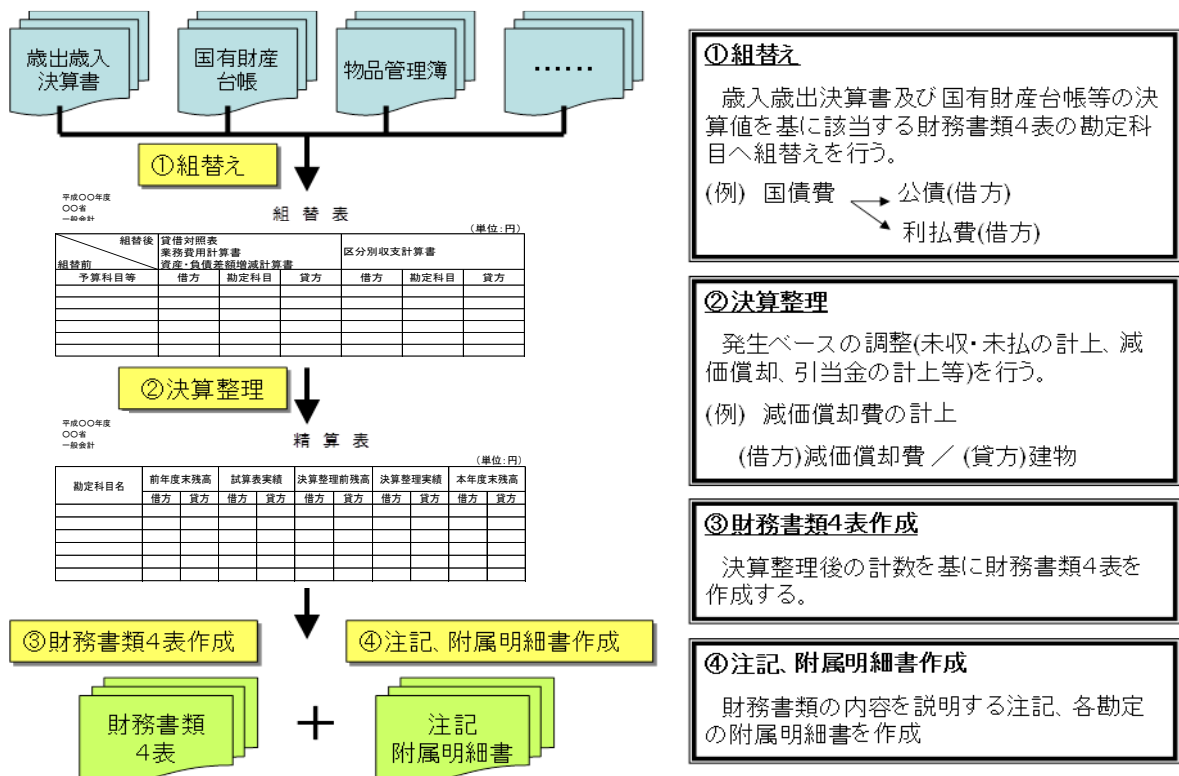 歳出歳入
決算書
国有財産
台帳
物品管理簿
……
①組替え
平成〇〇年度
〇〇省
一般会計
組 替 表
(単位:円)
組替後
組替前
貸借対照表
業務費用計算書
資産・負債差額増減計算書
区分別収支計算書
予算科目等 借方 勘定科目 貸方 借方 勘定科目 貸方
②決算整理
平成〇〇年度
〇〇省
一般会計
精 算 表
(単位:円)
勘定科目名 前年度末残高 試算表実績 決算整理前残高 決算整理実績 本年度末残高
借方 貸方 借方 貸方 借方 貸方 借方 貸方 借方 貸方
③財務書類4表作成
④注記、附属明細書作成
財務書類
4表
+
注記
附属明細書
①組替え
歳入歳出決算書及び国有財産台帳等の決
算値を基に該当する財務書類4表の勘定科
目へ組替えを行う。
(例) 国債費 公債(借方)
利払費(借方)
②決算整理
発生ベースの調整(未収・未払の計上、減
価償却、引当金の計上等)を行う。
(例) 減価償却費の計上
(借方)減価償却費 / (貸方)建物
③財務書類4表作成
決算整理後の計数を基に財務書類4表を
作成する。
④注記、附属明細書作成
財務書類の内容を説明する注記、各勘定
の附属明細書を作成